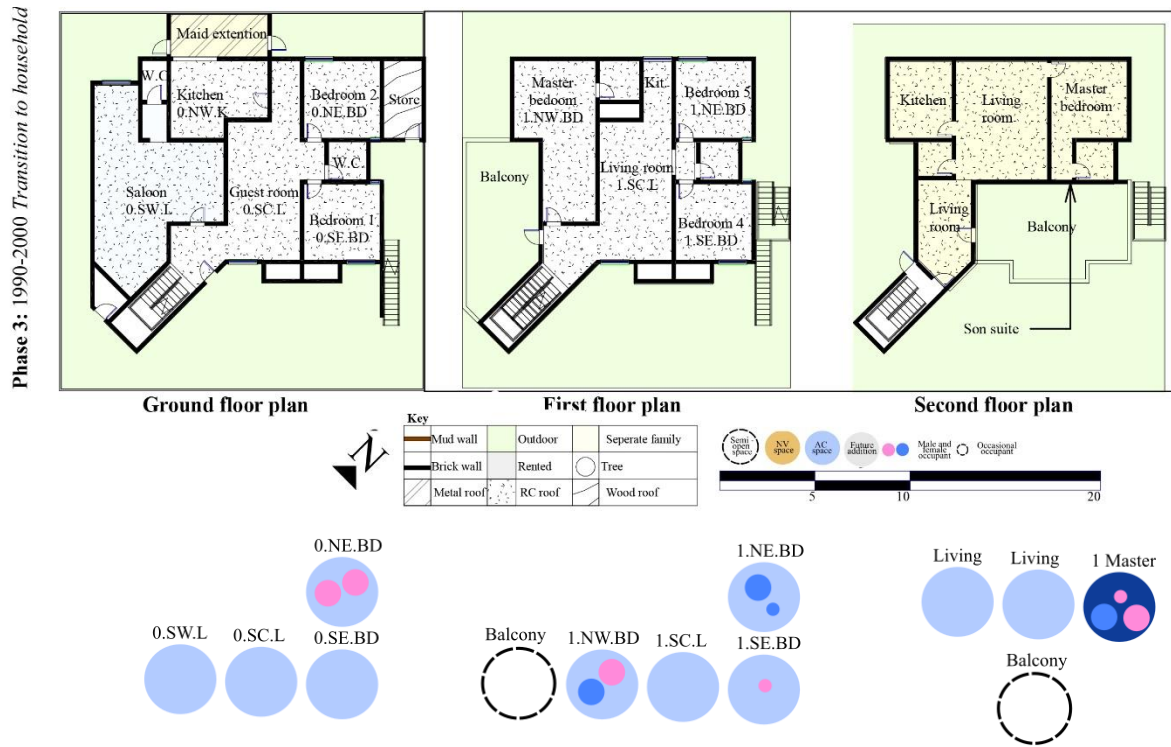 Phase 3: 1990-2000 Transition to household
Maid extention
W.C
Kitchen
0.NW.K
Bedroom 2
0.NE.BD
Store
W.C
Saloon
0.SW.L
Guest room
0.SC.L
Bedroom 1
0.SE.BD
Master
bedoom
1.NW.BD
Kit.
Bedroom 5
1.NE.BD
Balcony
Living room
1.SC.L
Bedroom 4
1.SE.BD
Kitchen
Living
room
Master
bedroom
Living
room
Balcony
Son suite
Ground floor plan
First floor plan
Second floor plan
N
Key
Mud wall
Outdoor
Seperate family
Brick wall
Rented
Tree
Metal roof
RC roof
Wood roof
Semi-
open
space
NV
space
AC
space
Future
addition
Male and
female
occupant
Occasional
occupant
5
10
20
0.NE.BD
0.SW.L
0.SC.L
0.SE.BD
1.NE.BD
Balcony
1.NW.BD
1.SC.L
1.SE.BD
Living
Living
1 Master
Balcony